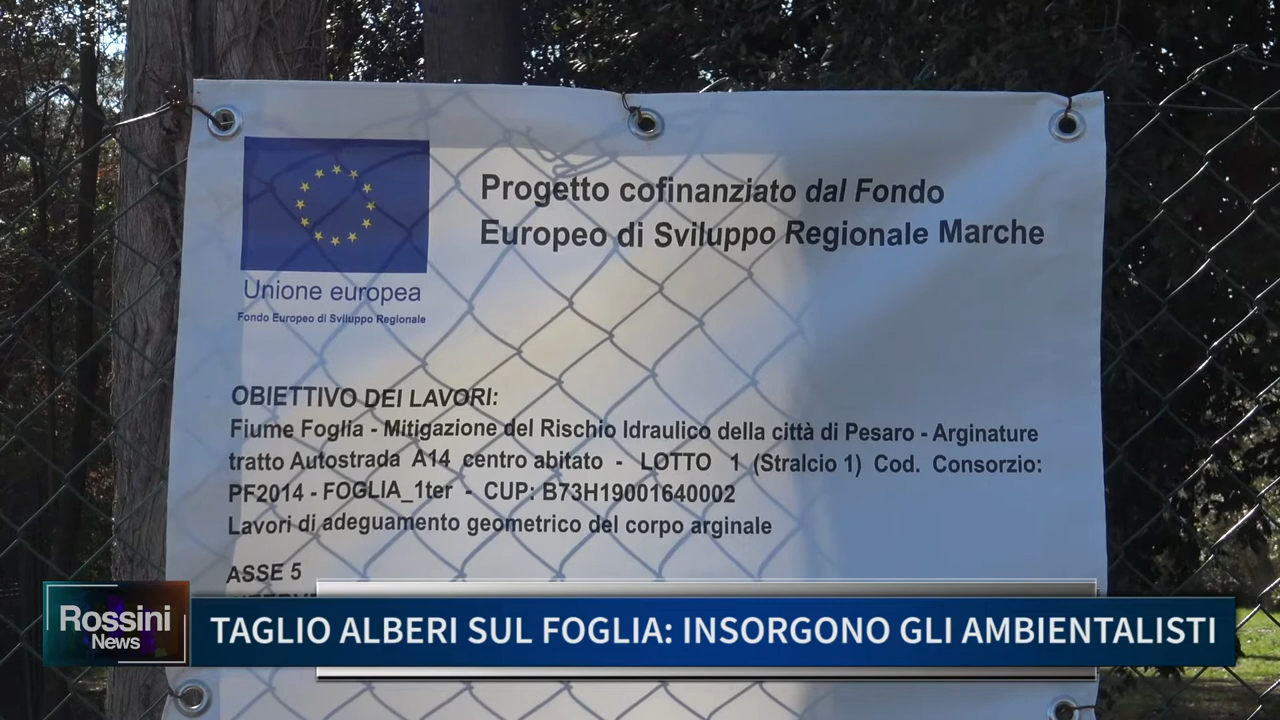 Progetto cofinanziato dal Fondo
Europeo di Sviluppo Regionale Marche
Unione europea
Fondo Europeo di Sviluppo Regionale
OBIETTIVO DEI LAVORI:
Fiume Foglia - Mitigazione del Rischio Idraulico della città di Pesaro - Arginature
tratto Autostrada A14 centro abitato - LOTTO 1 (Stralcio 1) Cod. Consorzio:
PF2014 - FOGLIA_1ter - CUP: B73H19001640002
Lavori di adeguamento geometrico del corpo arginale
ASSE 5
Rossini
News
TAGLIO ALBERI SUL FOGLIA: INSORGONO GLI AMBIENTALISTI